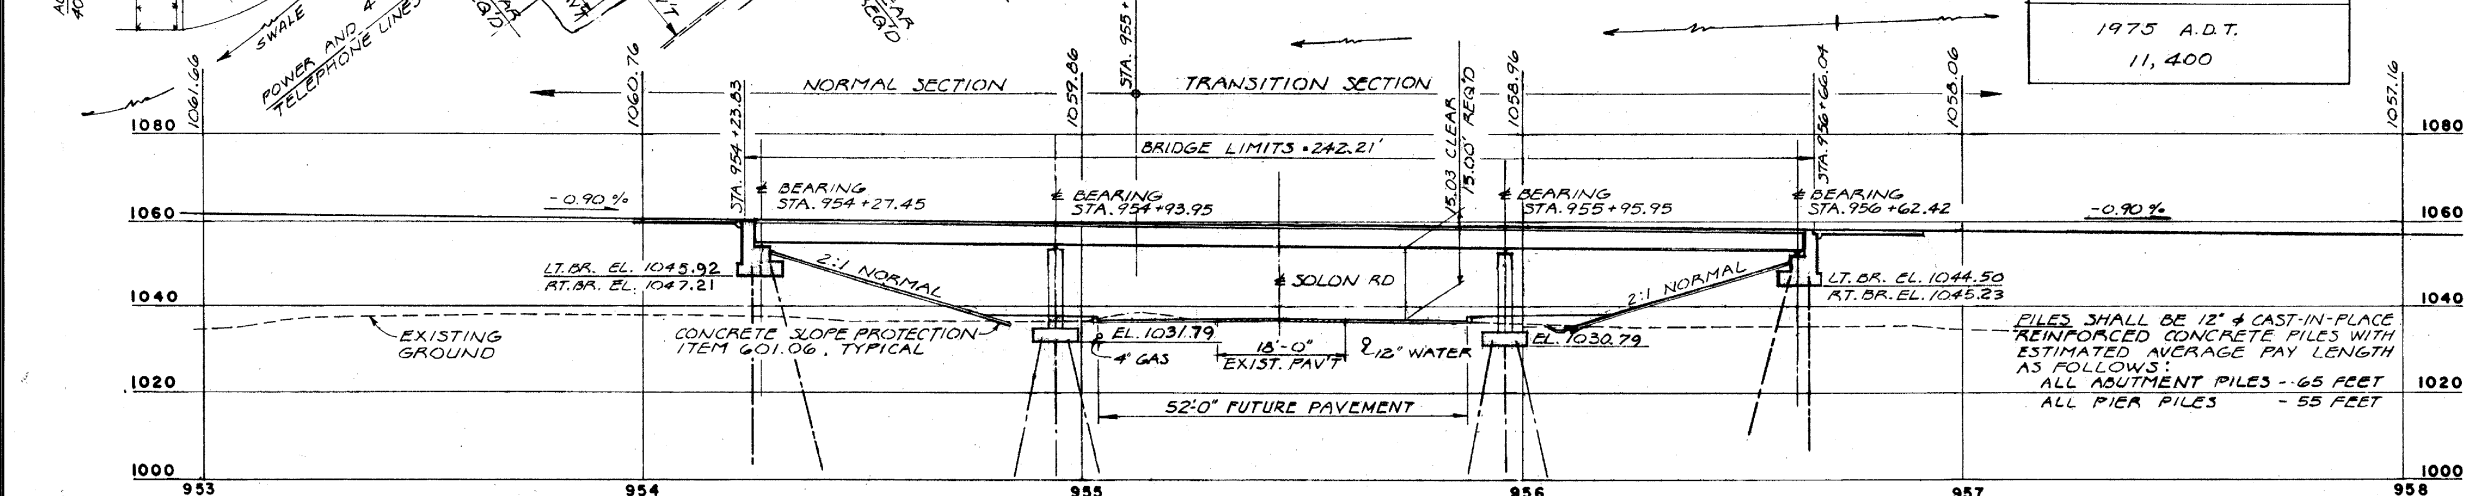 SWALE
POWER AND
TELEPHONE LINES
REQ'D
REQ'D
STA. 955+
1975 A.D.T.
11,400
NORMAL SECTION
TRANSITION SECTION
1061.66
1060.76
STA. 954+23.83
1059.86
15.03 CLEAR
15.00' REQ'D
1058.96
STA. 956+66.04
1058.06
1057.16
1080
1080
BRIDGE LIMITS = 242.21'
-0.90%
℄ BEARING
STA. 954+27.45
℄ BEARING
STA. 954+93.95
℄ BEARING
STA. 955+95.95
℄ BEARING
STA. 956+62.42
-0.90%
1060
1060
LT. BR. EL. 1045.92
RT. BR. EL. 1047.21
2:1 NORMAL
℄ SOLON RD
2:1 NORMAL
LT. BR. EL. 1044.50
RT. BR. EL. 1045.23
1040
1040
EXISTING
GROUND
CONCRETE SLOPE PROTECTION
ITEM 601.06, TYPICAL
EL. 1031.79
4" GAS
18'-0"
EXIST. PAV'T
12" WATER
EL. 1030.79
PILES SHALL BE 12" ϕ CAST-IN-PLACE
REINFORCED CONCRETE PILES WITH
ESTIMATED AVERAGE PAY LENGTH
AS FOLLOWS:
ALL ABUTMENT PILES - 65 FEET
ALL PIER PILES - 55 FEET
1020
1020
52'-0" FUTURE PAVEMENT
1000
1000
953
954
955
956
957
958